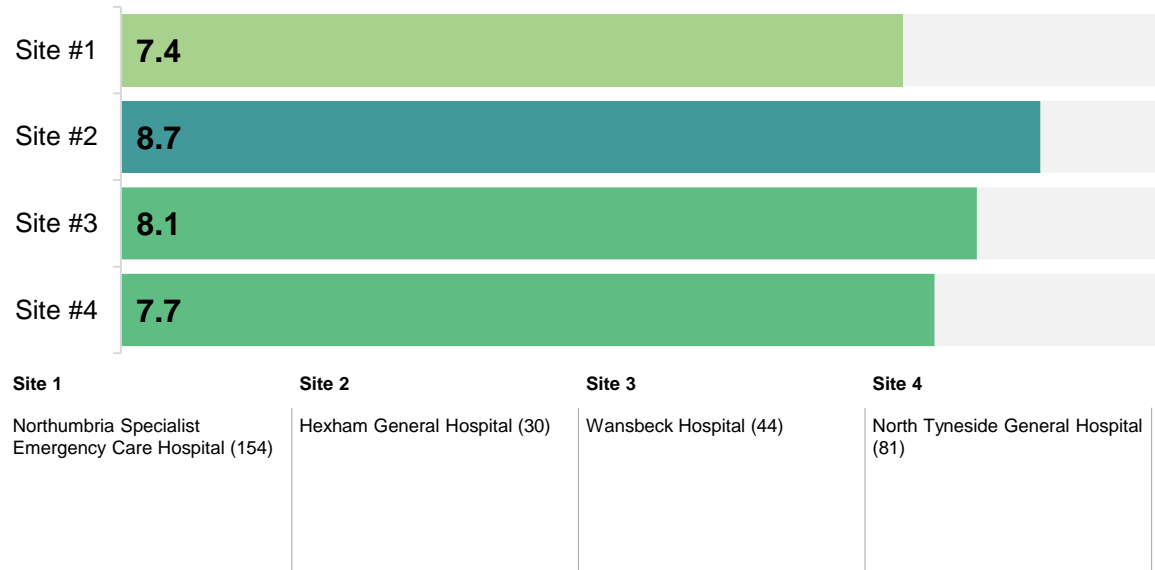 Site #1
7.4
Site #2
8.7
Site #3
8.1
Site #4
7.7
Site 1
Northumbria Specialist
Emergency Care Hospital (154)
Site 2
Hexham General Hospital (30)
Site 3
Wansbeck Hospital (44)
Site 4
North Tyneside General Hospital
(81)